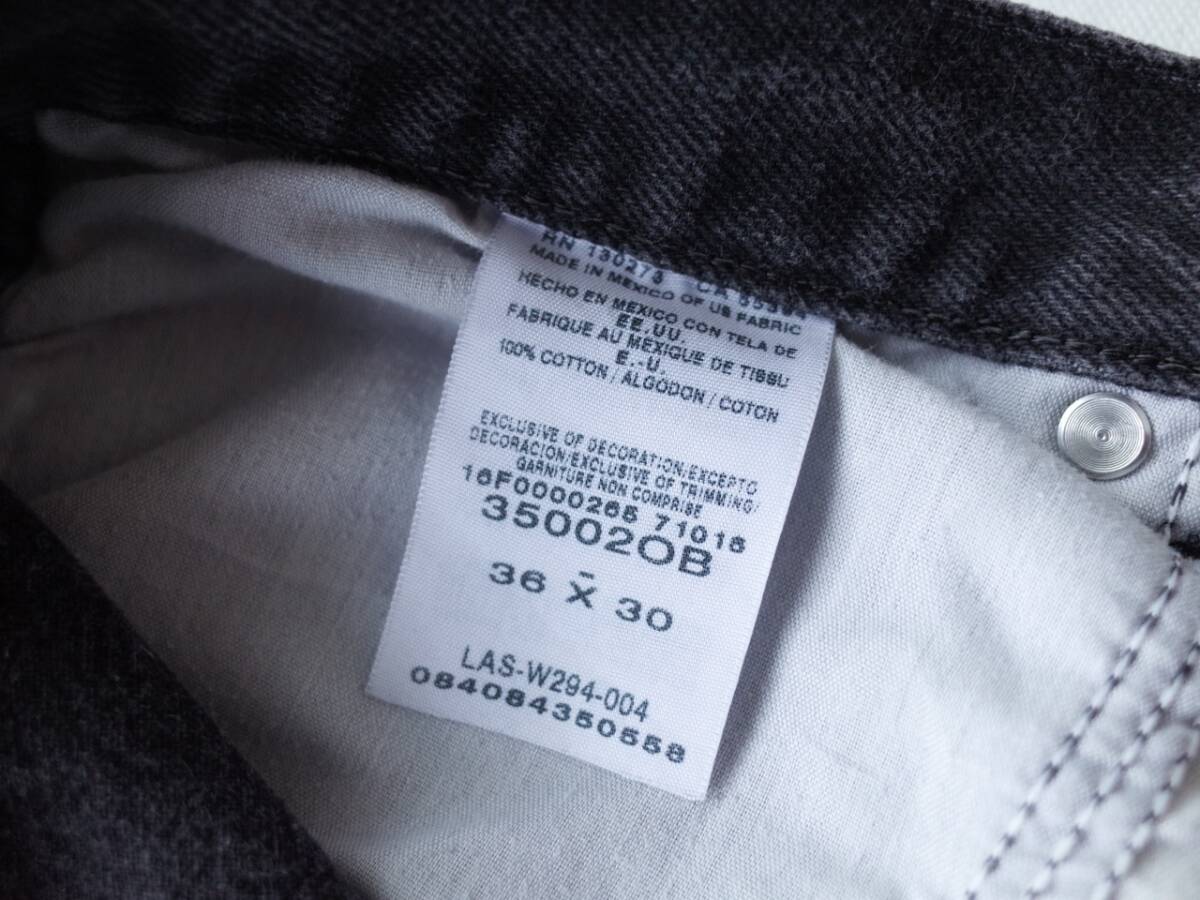 RN 130273 CA 55394
MADE IN MEXICO OF US FABRIC
HECHO EN MEXICO CON TELA DE
EE.UU.
FABRIQUE AU MEXIQUE DE TISSU
E.-U.
100% COTTON / ALGODON / COTON
EXCLUSIVE OF DECORATION/EXCEPTO
DECORACION/EXCLUSIVE OF TRIMMING/
GARNITURE NON COMPRISE
16F0000265 71016
35002OB
36 X 30
LAS-W294-004
084084350558